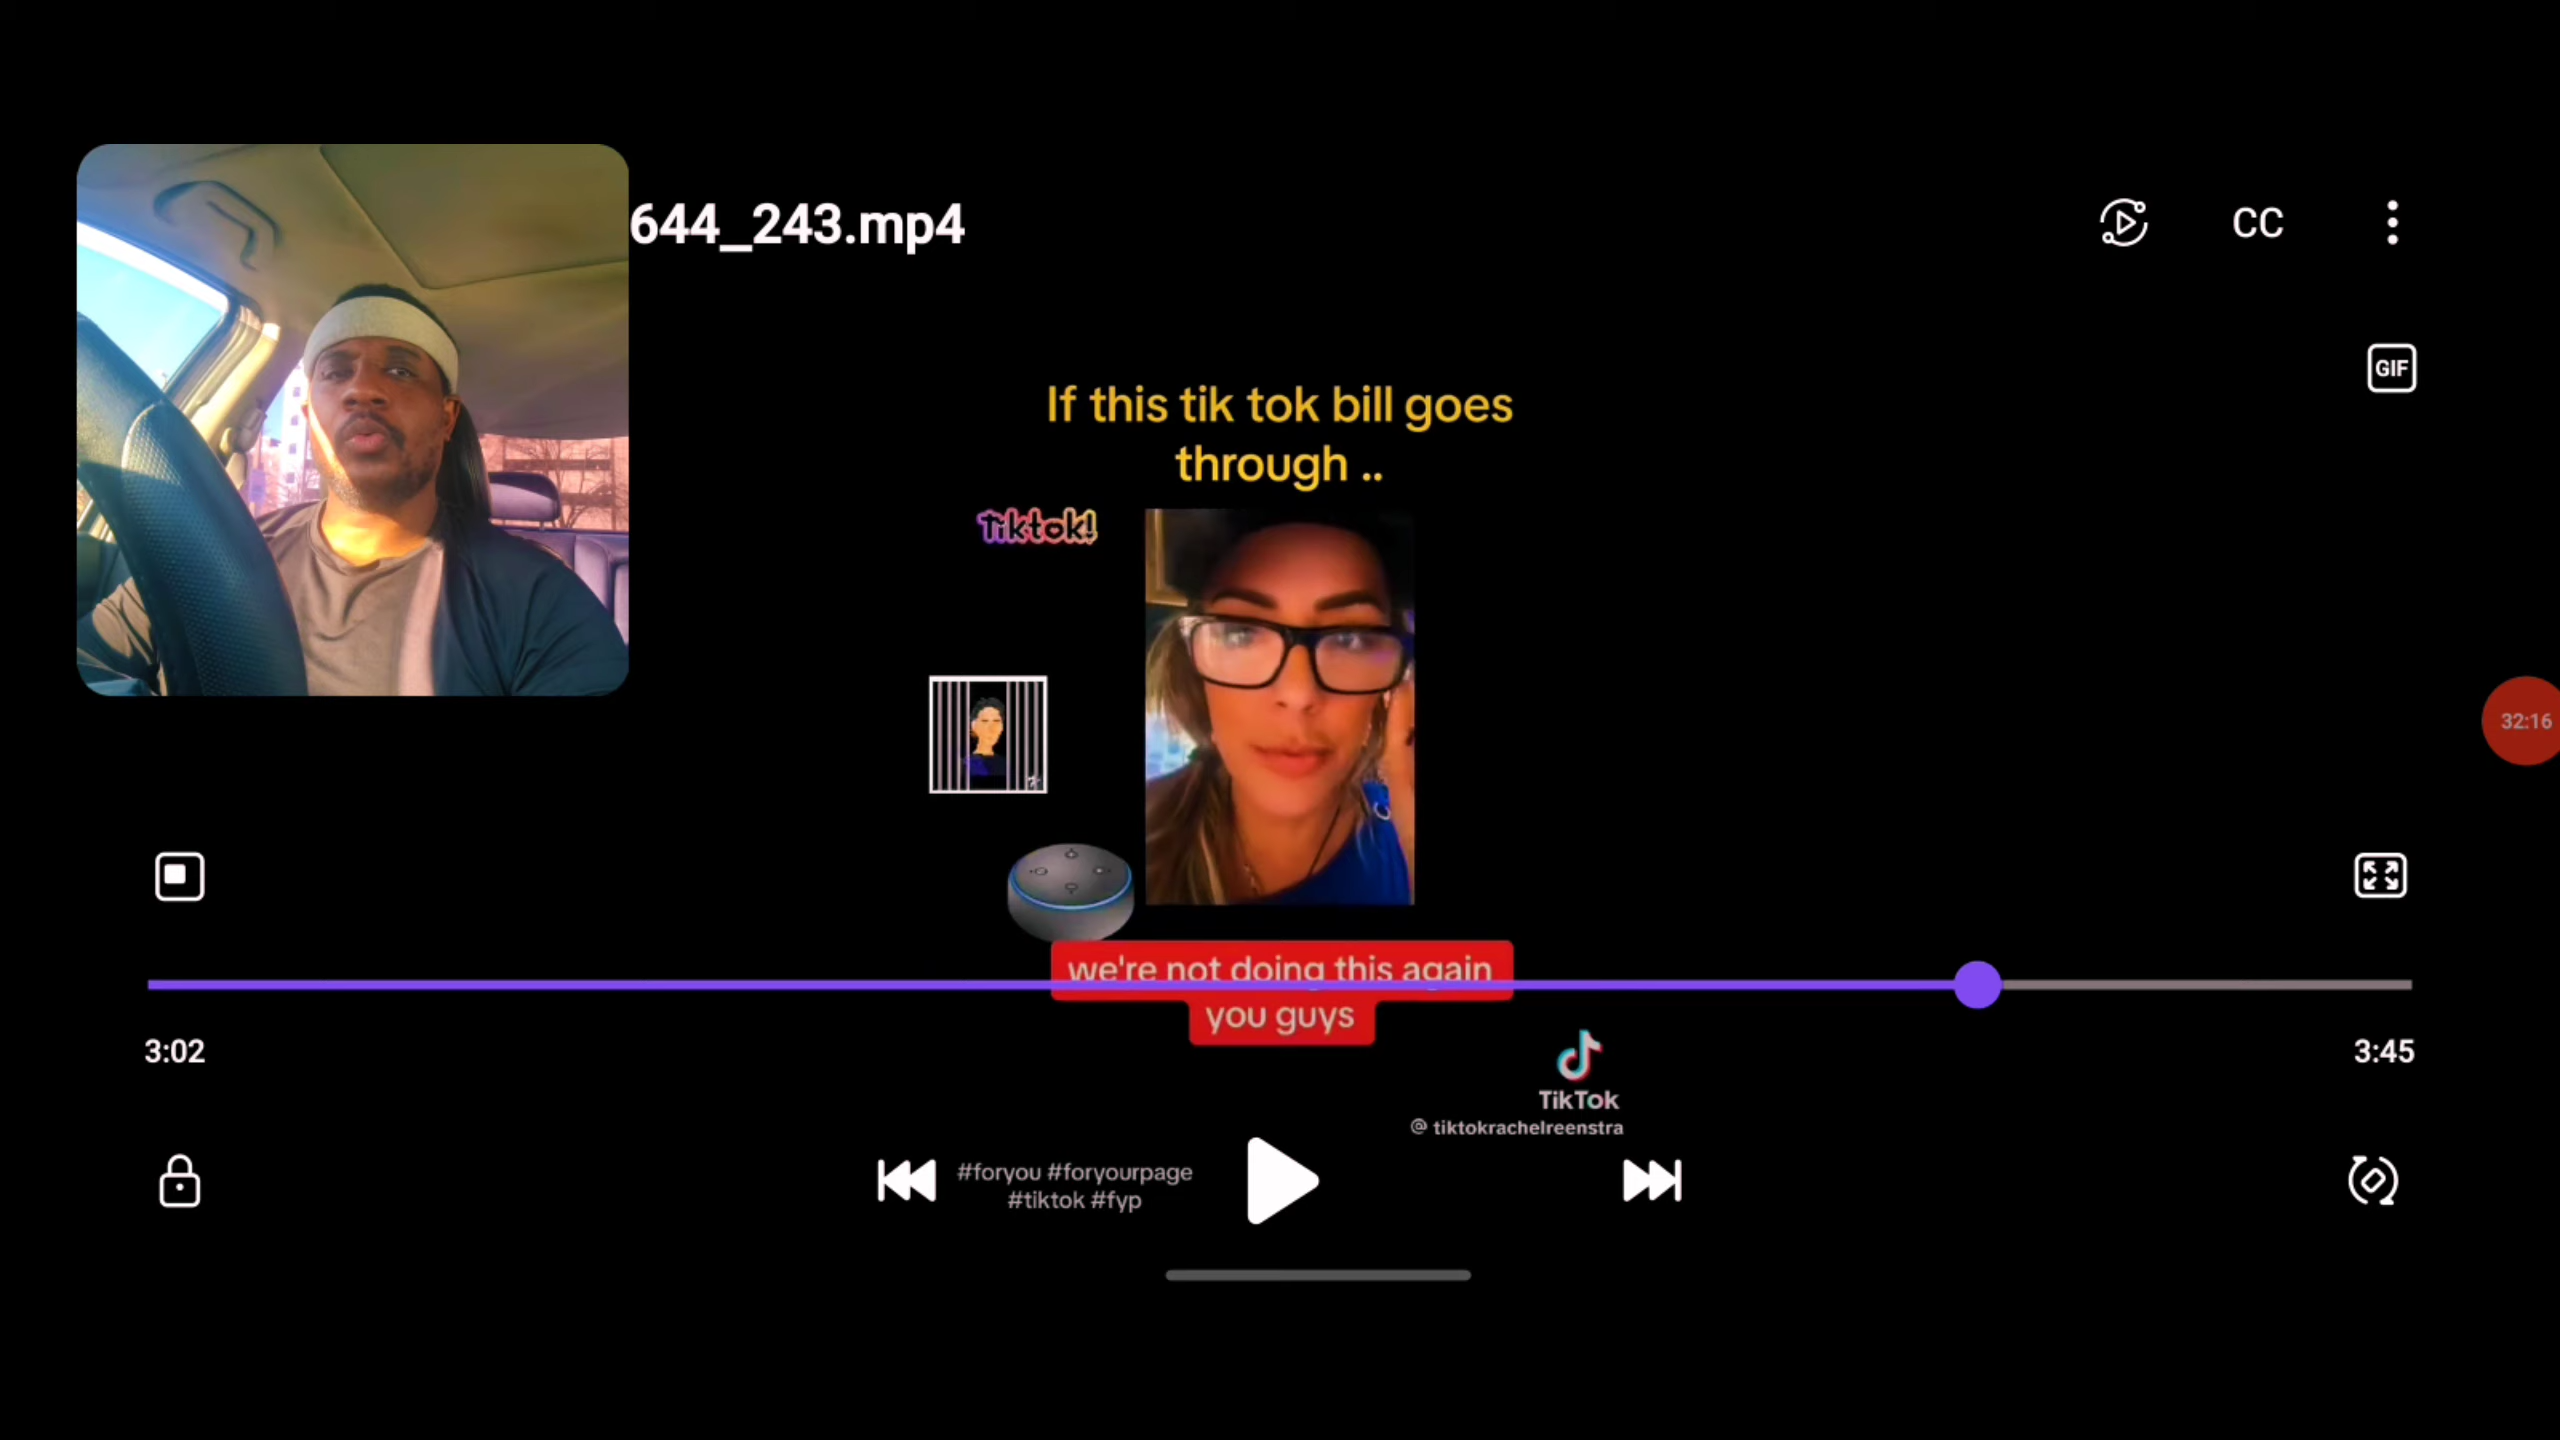 644_243.mp4
CC
GIF
If this tik tok bill goes
through ..
Tiktok!
32:16
we're not doing this again
you guys
3:02
3:45
TikTok
@ tiktokrachelreenstra
#foryou #foryourpage
#tiktok #fyp